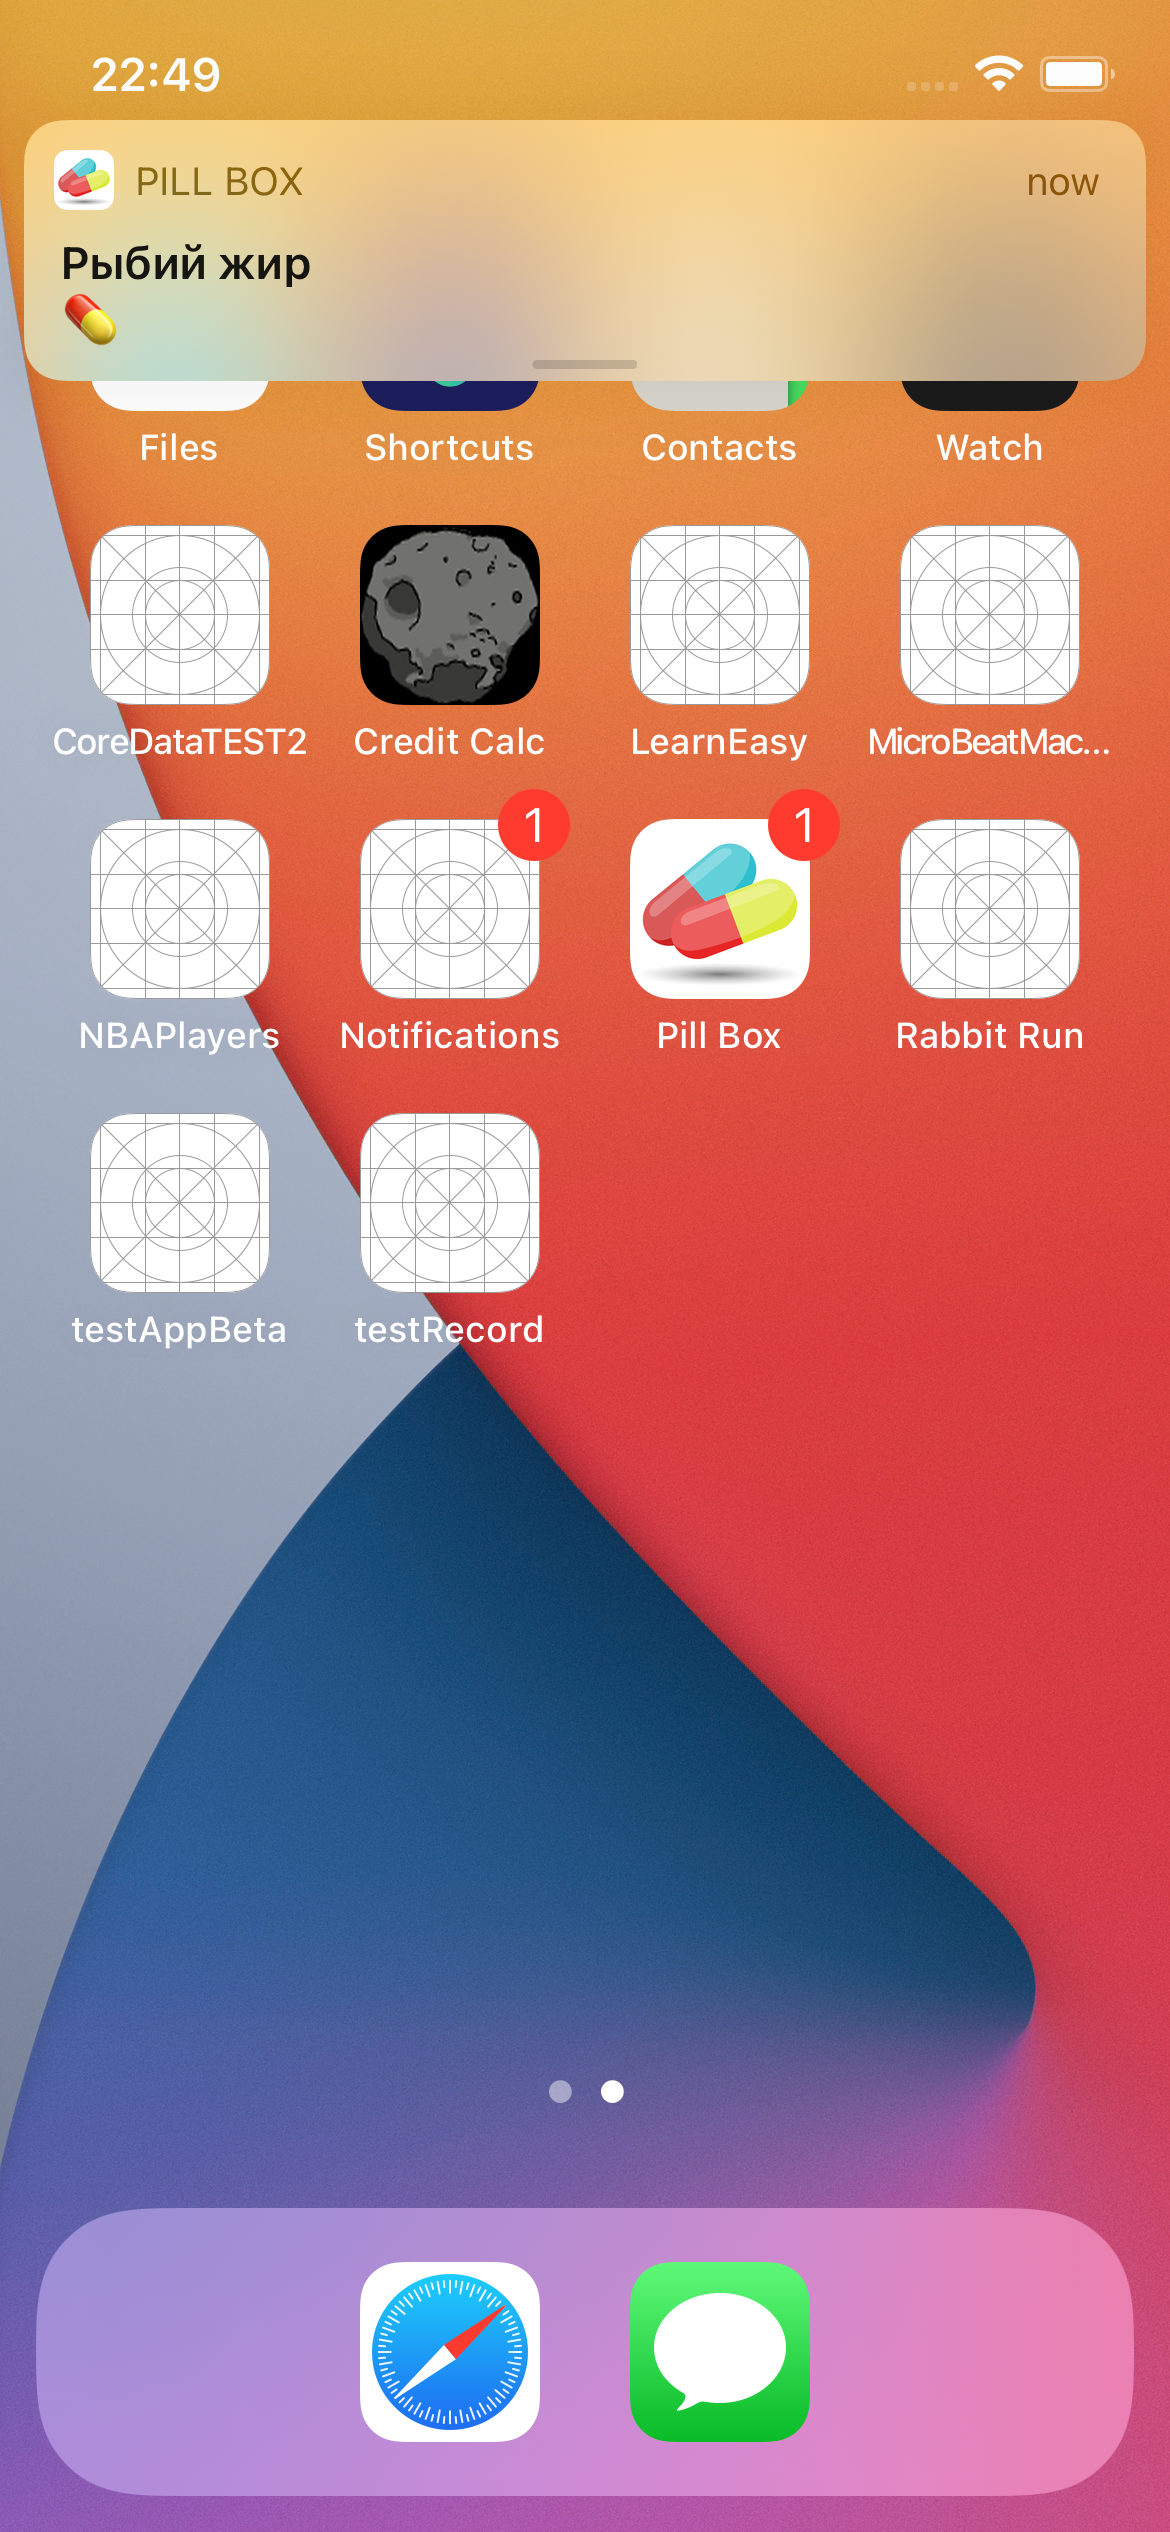 22:49
PILL BOX
now
Рыбий жир
💊
Files
Shortcuts
Contacts
Watch
CoreDataTEST2
Credit Calc
LearnEasy
MicroBeatMac...
1
1
NBAPlayers
Notifications
Pill Box
Rabbit Run
testAppBeta
testRecord